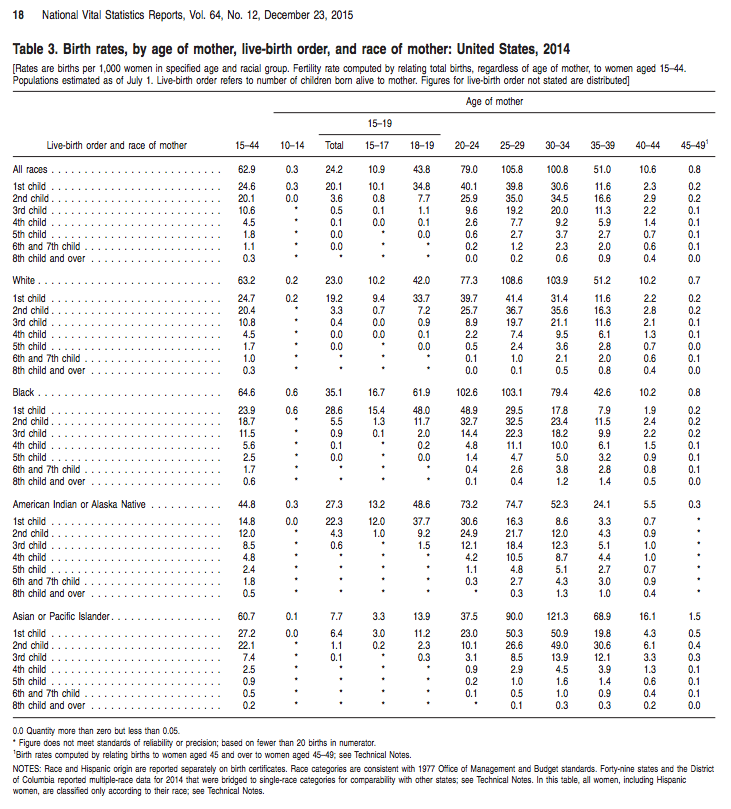 18 National Vital Statistics Reports, Vol. 64, No. 12, December 23, 2015
Table 3. Birth rates, by age of mother, live-birth order, and race of mother: United States, 2014
[Rates are births per 1,000 women in specified age and racial group. Fertility rate computed by relating total births, regardless of age of mother, to women aged 15–44.
Populations estimated as of July 1. Live-birth order refers to number of children born alive to mother. Figures for live-birth order not stated are distributed]
Age of mother
15–19
Live-birth order and race of mother 15–44 10–14 Total 15–17 18–19 20–24 25–29 30–34 35–39 40–44 45–49¹
All races 62.9 0.3 24.2 10.9 43.8 79.0 105.8 100.8 51.0 10.6 0.8
1st child 24.6 0.3 20.1 10.1 34.8 40.1 39.8 30.6 11.6 2.3 0.2
2nd child 20.1 0.0 3.6 0.8 7.7 25.9 35.0 34.5 16.6 2.9 0.2
3rd child 10.6 * 0.5 0.1 1.1 9.6 19.2 20.0 11.3 2.2 0.1
4th child 4.5 * 0.1 0.0 0.1 2.6 7.7 9.2 5.9 1.4 0.1
5th child 1.8 * 0.0 * 0.0 0.6 2.7 3.7 2.7 0.7 0.1
6th and 7th child 1.1 * 0.0 * * 0.2 1.2 2.3 2.0 0.6 0.1
8th child and over 0.3 * * * * 0.0 0.2 0.6 0.9 0.4 0.0
White 63.2 0.2 23.0 10.2 42.0 77.3 108.6 103.9 51.2 10.2 0.7
1st child 24.7 0.2 19.2 9.4 33.7 39.7 41.4 31.4 11.6 2.2 0.2
2nd child 20.4 * 3.3 0.7 7.2 25.7 36.7 35.6 16.3 2.8 0.2
3rd child 10.8 * 0.4 0.0 0.9 8.9 19.7 21.1 11.6 2.1 0.1
4th child 4.5 * 0.0 0.0 0.1 2.2 7.4 9.5 6.1 1.3 0.1
5th child 1.7 * 0.0 * 0.0 0.5 2.4 3.6 2.8 0.7 0.0
6th and 7th child 1.0 * * * * 0.1 1.0 2.1 2.0 0.6 0.1
8th child and over 0.3 * * * * 0.0 0.1 0.5 0.8 0.4 0.0
Black 64.6 0.6 35.1 16.7 61.9 102.6 103.1 79.4 42.6 10.2 0.8
1st child 23.9 0.6 28.6 15.4 48.0 48.9 29.5 17.8 7.9 1.9 0.2
2nd child 18.7 * 5.5 1.3 11.7 32.7 32.5 23.4 11.5 2.4 0.2
3rd child 11.5 * 0.9 0.1 2.0 14.4 22.3 18.2 9.9 2.2 0.2
4th child 5.6 * 0.1 * 0.2 4.8 11.1 10.0 6.1 1.5 0.1
5th child 2.5 * 0.0 * 0.0 1.4 4.7 5.0 3.2 0.9 0.1
6th and 7th child 1.7 * * * * 0.4 2.6 3.8 2.8 0.8 0.1
8th child and over 0.6 * * * * 0.1 0.4 1.2 1.4 0.5 0.0
American Indian or Alaska Native 44.8 0.3 27.3 13.2 48.6 73.2 74.7 52.3 24.1 5.5 0.3
1st child 14.8 0.0 22.3 12.0 37.7 30.6 16.3 8.6 3.3 0.7 *
2nd child 12.0 * 4.3 1.0 9.2 24.9 21.7 12.0 4.3 0.9 *
3rd child 8.5 * 0.6 * 1.5 12.1 18.4 12.3 5.1 1.0 *
4th child 4.8 * * * * 4.2 10.5 8.7 4.4 1.0 *
5th child 2.4 * * * * 1.1 4.8 5.1 2.7 0.7 *
6th and 7th child 1.8 * * * * 0.3 2.7 4.3 3.0 0.9 *
8th child and over 0.5 * * * * * 0.3 1.3 1.0 0.4 *
Asian or Pacific Islander 60.7 0.1 7.7 3.3 13.9 37.5 90.0 121.3 68.9 16.1 1.5
1st child 27.2 0.0 6.4 3.0 11.2 23.0 50.3 50.9 19.8 4.3 0.5
2nd child 22.1 * 1.1 0.2 2.3 10.1 26.6 49.0 30.6 6.1 0.4
3rd child 7.4 * 0.1 * 0.3 3.1 8.5 13.9 12.1 3.3 0.3
4th child 2.5 * * * * 0.9 2.9 4.5 3.9 1.3 0.1
5th child 0.9 * * * * 0.2 1.0 1.6 1.4 0.6 0.1
6th and 7th child 0.5 * * * * 0.1 0.5 1.0 0.9 0.4 0.1
8th child and over 0.2 * * * * * 0.1 0.3 0.3 0.2 0.0
0.0 Quantity more than zero but less than 0.05.
* Figure does not meet standards of reliability or precision; based on fewer than 20 births in numerator.
¹Birth rates computed by relating births to women aged 45 and over to women aged 45–49; see Technical Notes.
NOTES: Race and Hispanic origin are reported separately on birth certificates. Race categories are consistent with 1977 Office of Management and Budget standards. Forty-nine states and the District
of Columbia reported multiple-race data for 2014 that were bridged to single-race categories for comparability with other states; see Technical Notes. In this table, all women, including Hispanic
women, are classified only according to their race; see Technical Notes.